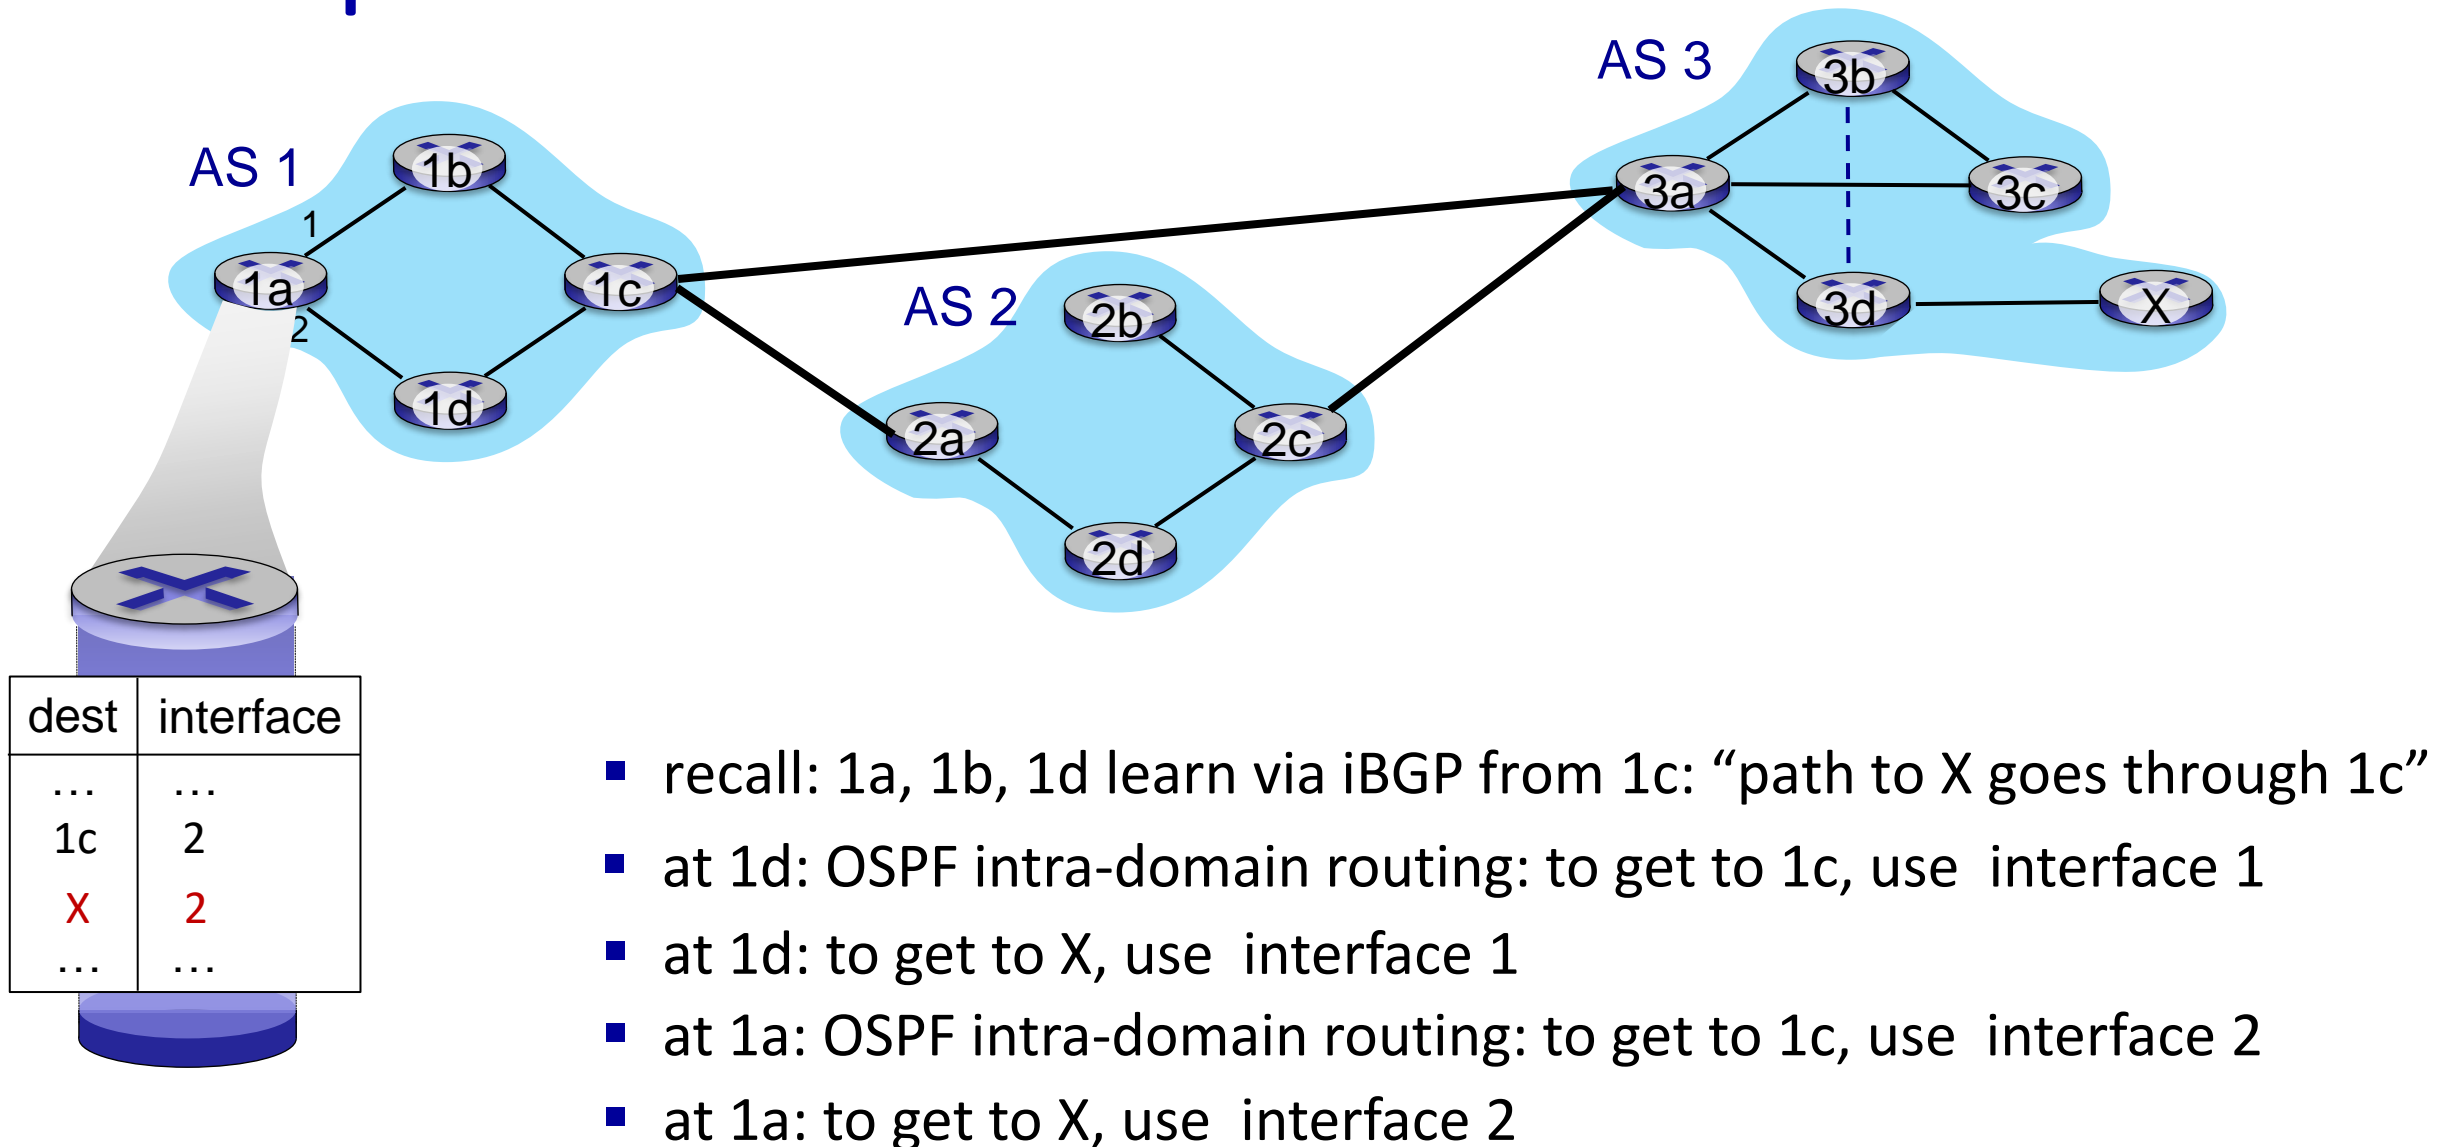 AS 3
3b
AS 1
1b
3a
3c
1
1a
1c
AS 2
2b
3d
X
2
1d
2a
2c
2d
dest interface
... ...
1c 2
X 2
... ...
▪ recall: 1a, 1b, 1d learn via iBGP from 1c: “path to X goes through 1c”
▪ at 1d: OSPF intra-domain routing: to get to 1c, use interface 1
▪ at 1d: to get to X, use interface 1
▪ at 1a: OSPF intra-domain routing: to get to 1c, use interface 2
▪ at 1a: to get to X, use interface 2